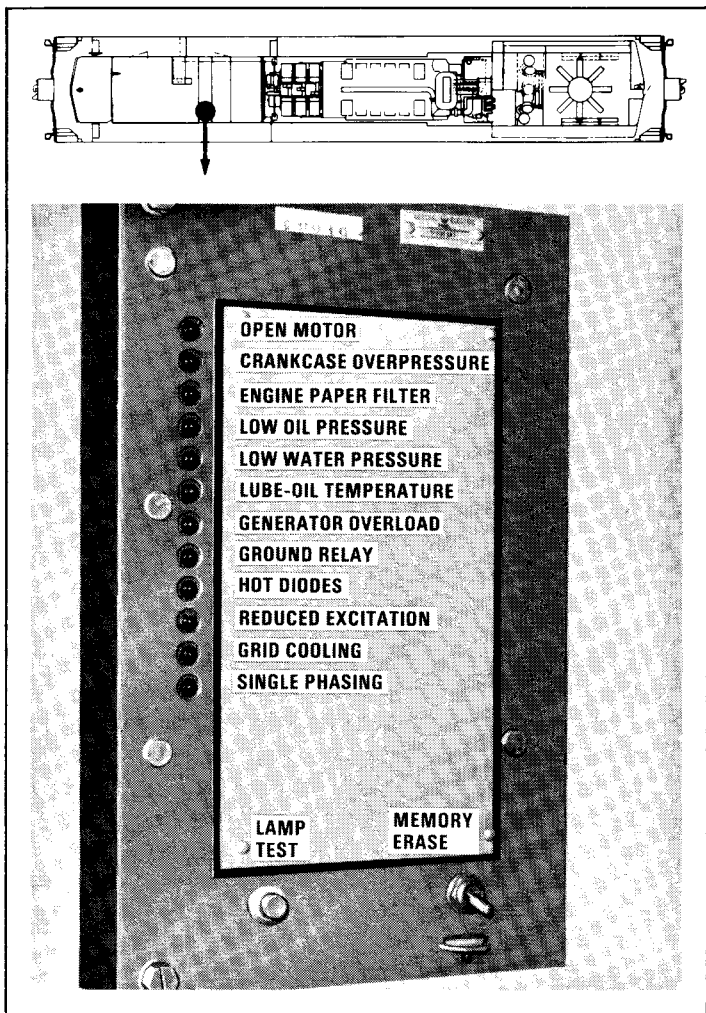 OPEN MOTOR
CRANKCASE OVERPRESSURE
ENGINE PAPER FILTER
LOW OIL PRESSURE
LOW WATER PRESSURE
LUBE-OIL TEMPERATURE
GENERATOR OVERLOAD
GROUND RELAY
HOT DIODES
REDUCED EXCITATION
GRID COOLING
SINGLE PHASING
LAMP
TEST
MEMORY
ERASE